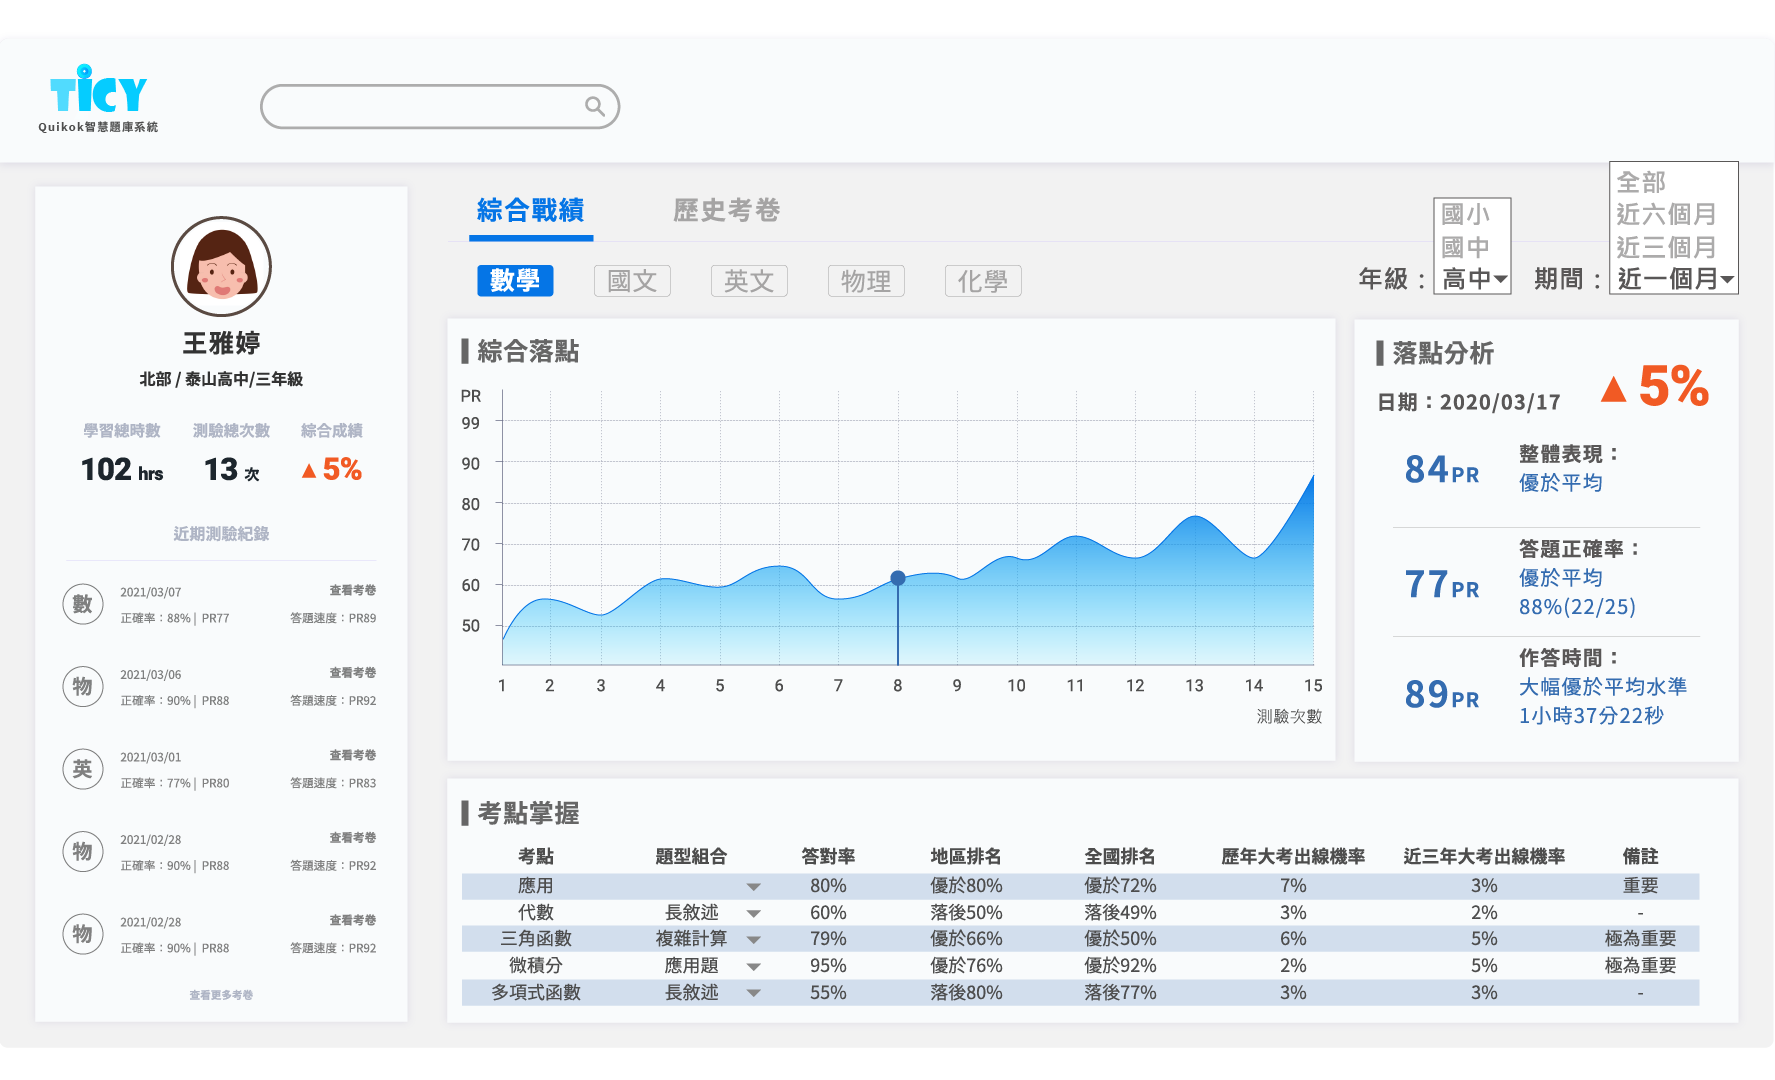 TiCY
Quikok智慧題庫系統
王雅婷
北部 / 泰山高中/三年級
學習總時數 測驗總次數 綜合成績
102 hrs 13 次 ▲5%
近期測驗紀錄
數 2021/03/07 查看考卷
正確率：88% | PR77 答題速度：PR89
物 2021/03/06 查看考卷
正確率：90% | PR88 答題速度：PR92
英 2021/03/01 查看考卷
正確率：77% | PR80 答題速度：PR83
物 2021/02/28 查看考卷
正確率：90% | PR88 答題速度：PR92
物 2021/02/28 查看考卷
正確率：90% | PR88 答題速度：PR92
查看更多考卷
綜合戰績 歷史考卷
數學 國文 英文 物理 化學
年級：
國小
國中
高中
期間：
全部
近六個月
近三個月
近一個月
綜合落點
PR
99
90
80
70
60
50
1 2 3 4 5 6 7 8 9 10 11 12 13 14 15
測驗次數
落點分析
日期：2020/03/17 ▲5%
84PR
整體表現：
優於平均
77PR
答題正確率：
優於平均
88%(22/25)
89PR
作答時間：
大幅優於平均水準
1小時37分22秒
考點掌握
考點 題型組合 答對率 地區排名 全國排名 歷年大考出線機率 近三年大考出線機率 備註
應用 80% 優於80% 優於72% 7% 3% 重要
代數 長敘述 60% 落後50% 落後49% 3% 2% -
三角函數 複雜計算 79% 優於66% 優於50% 6% 5% 極為重要
微積分 應用題 95% 優於76% 優於92% 2% 5% 極為重要
多項式函數 長敘述 55% 落後80% 落後77% 3% 3% -